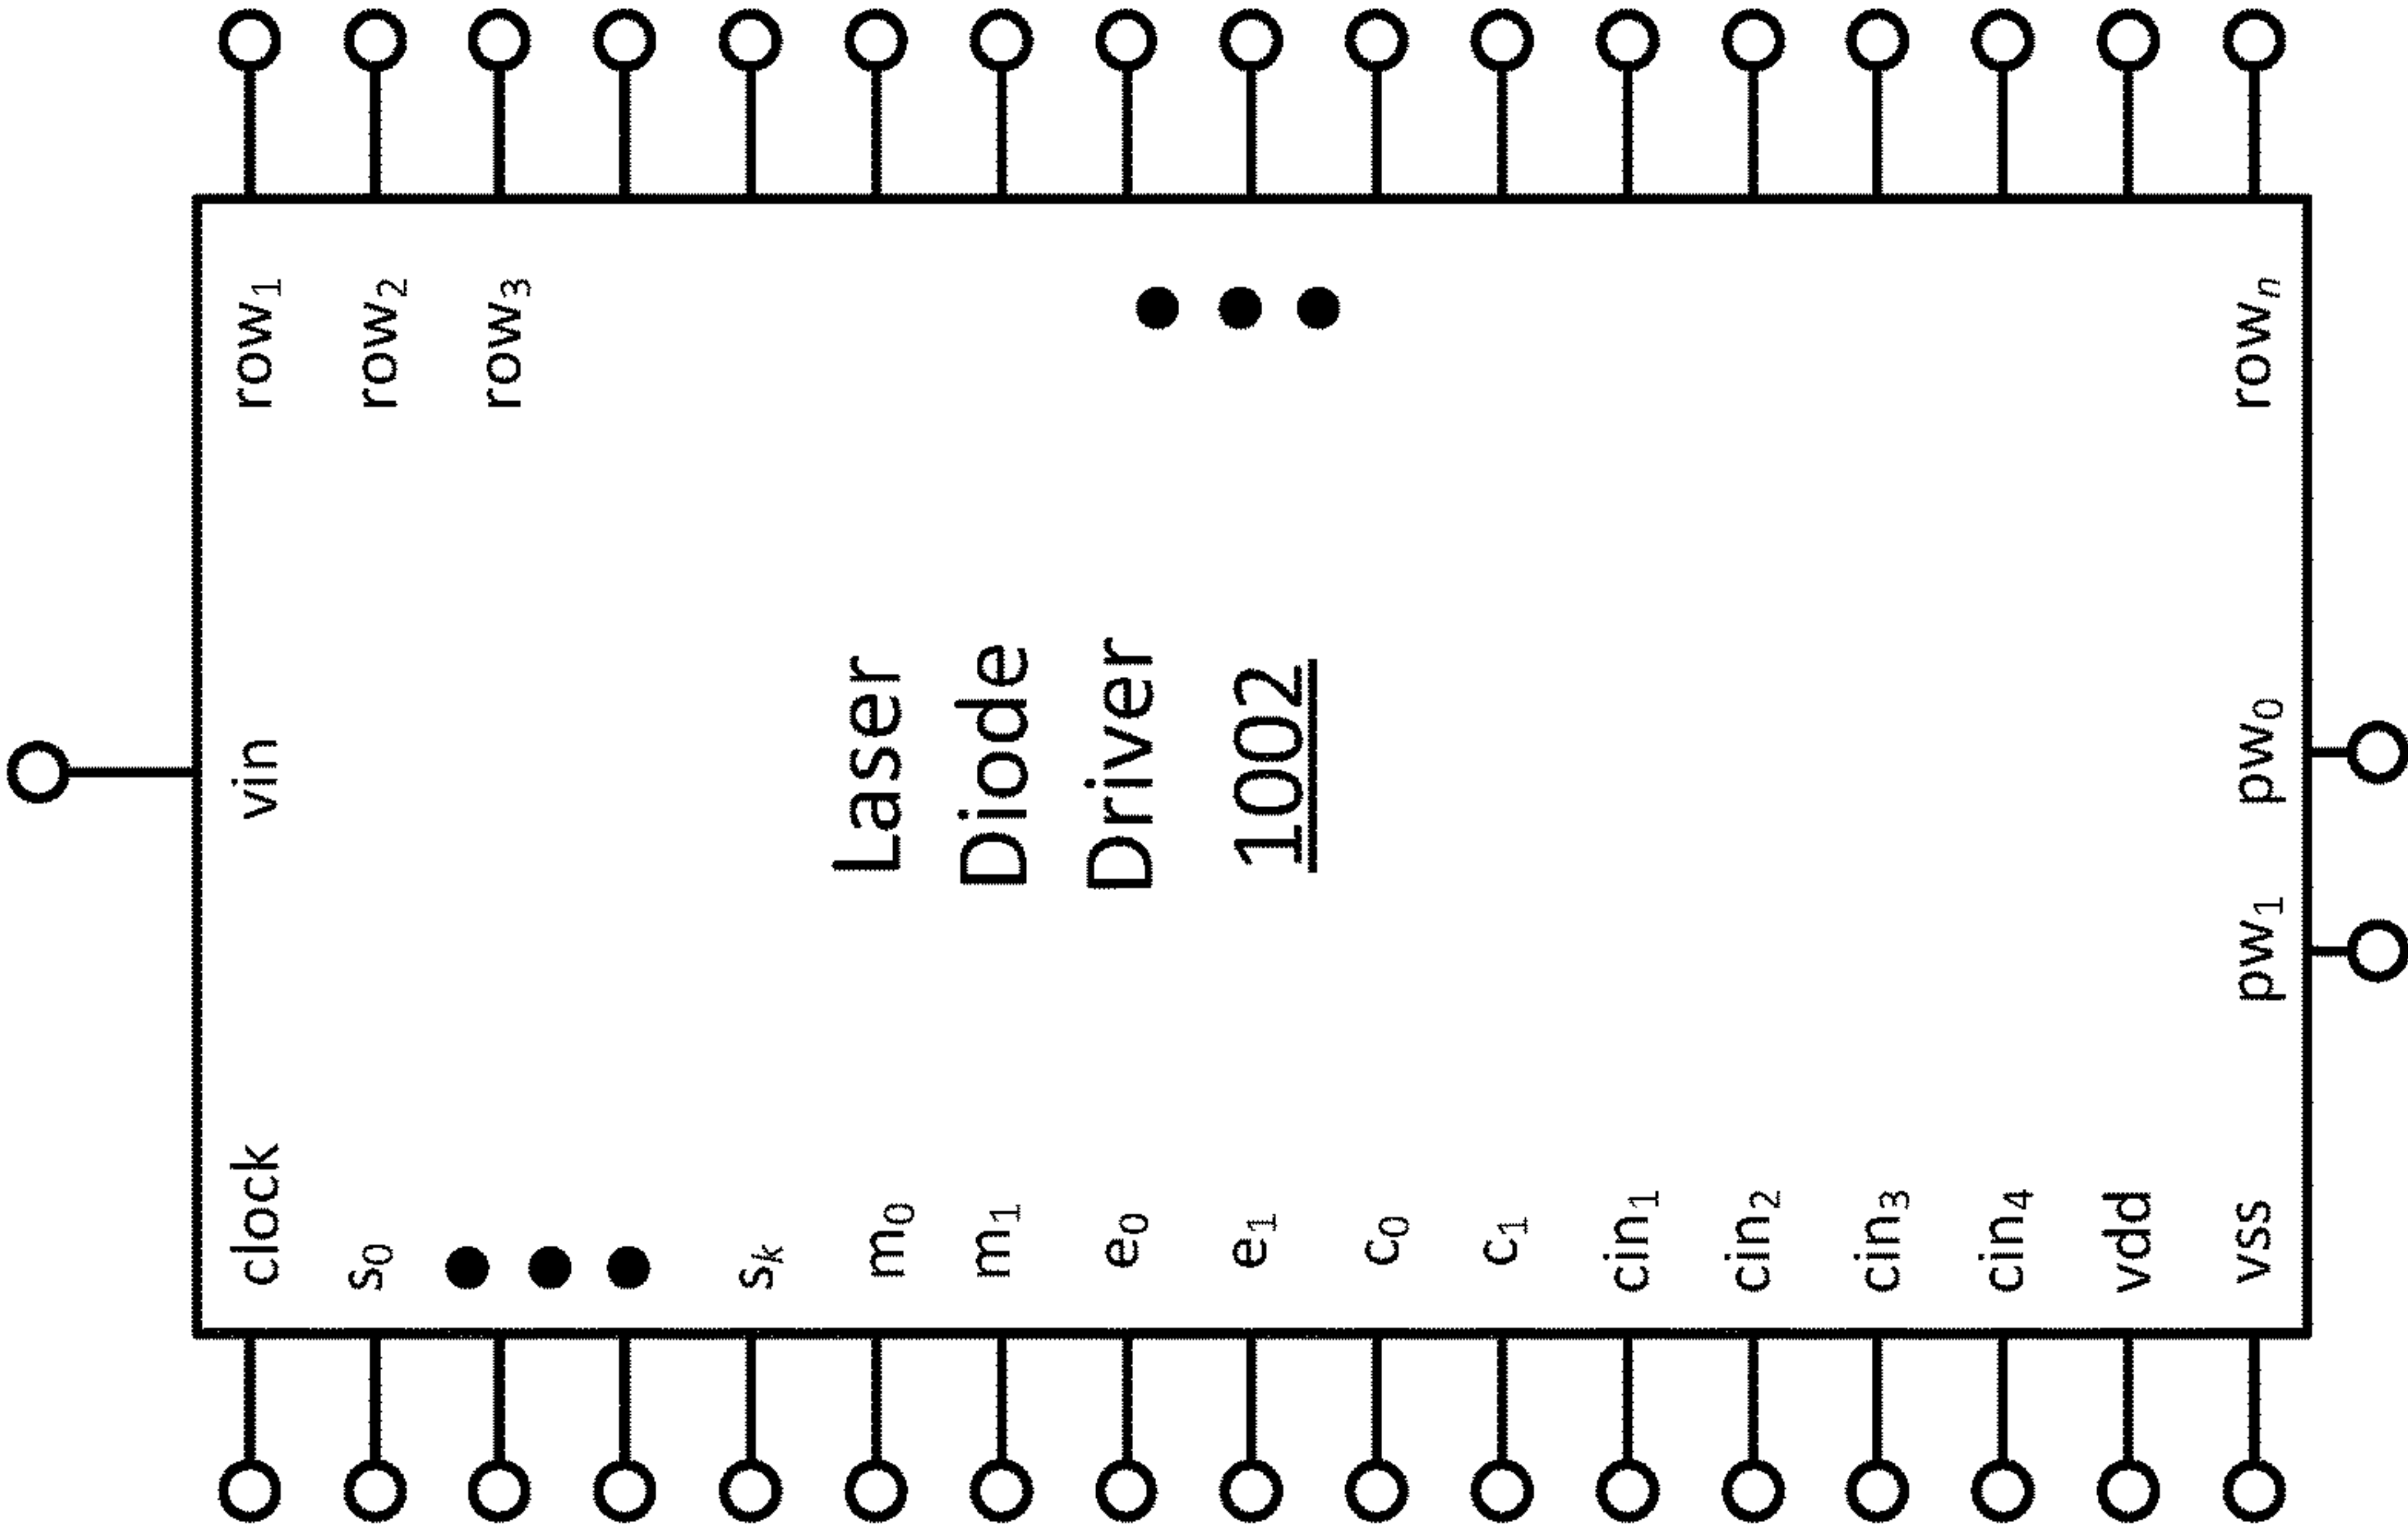 vin
clock
s0
sk
m0
m1
e0
e1
c0
c1
cin1
cin2
cin3
cin4
vdd
vss
Laser
Diode
Driver
1002
row1
row2
row3
rown
pw1
pw0